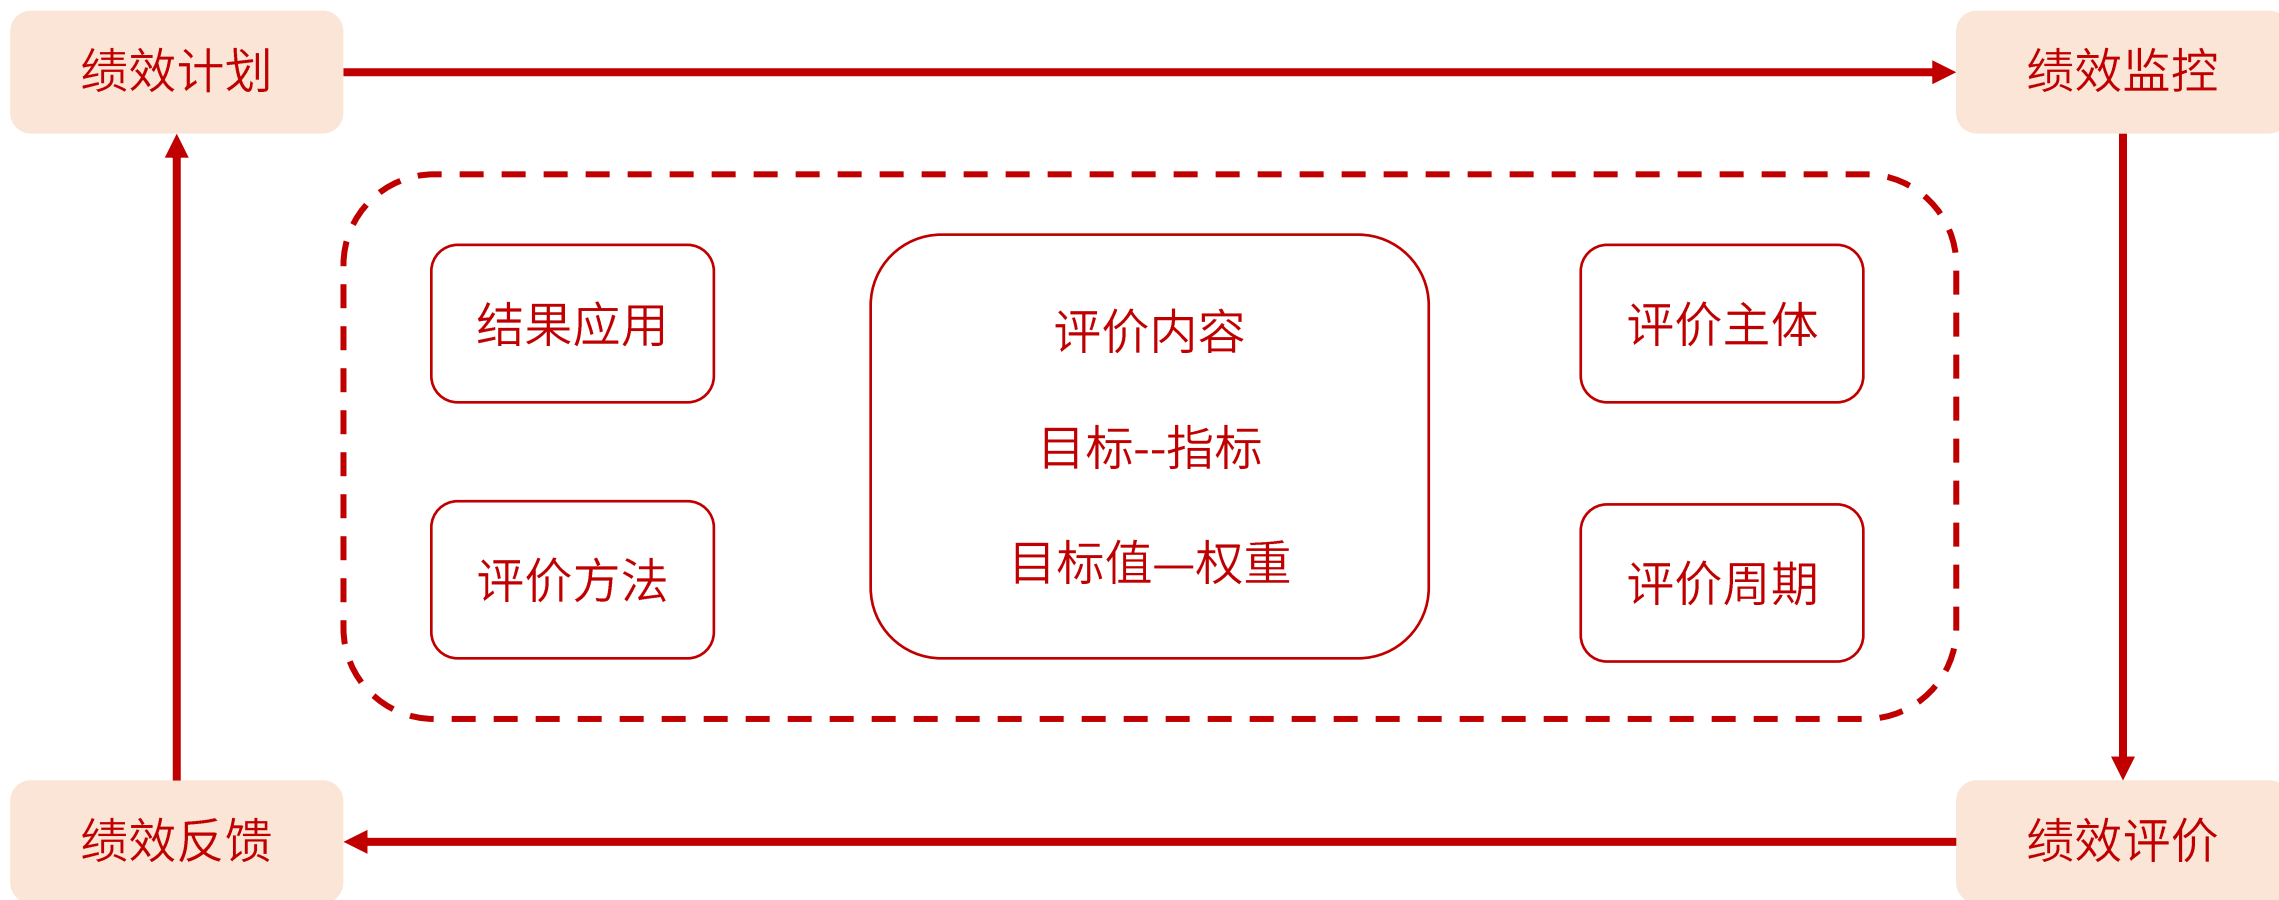 绩效计划
绩效监控
结果应用
评价内容
目标--指标
目标值—权重
评价主体
评价方法
评价周期
绩效反馈
绩效评价